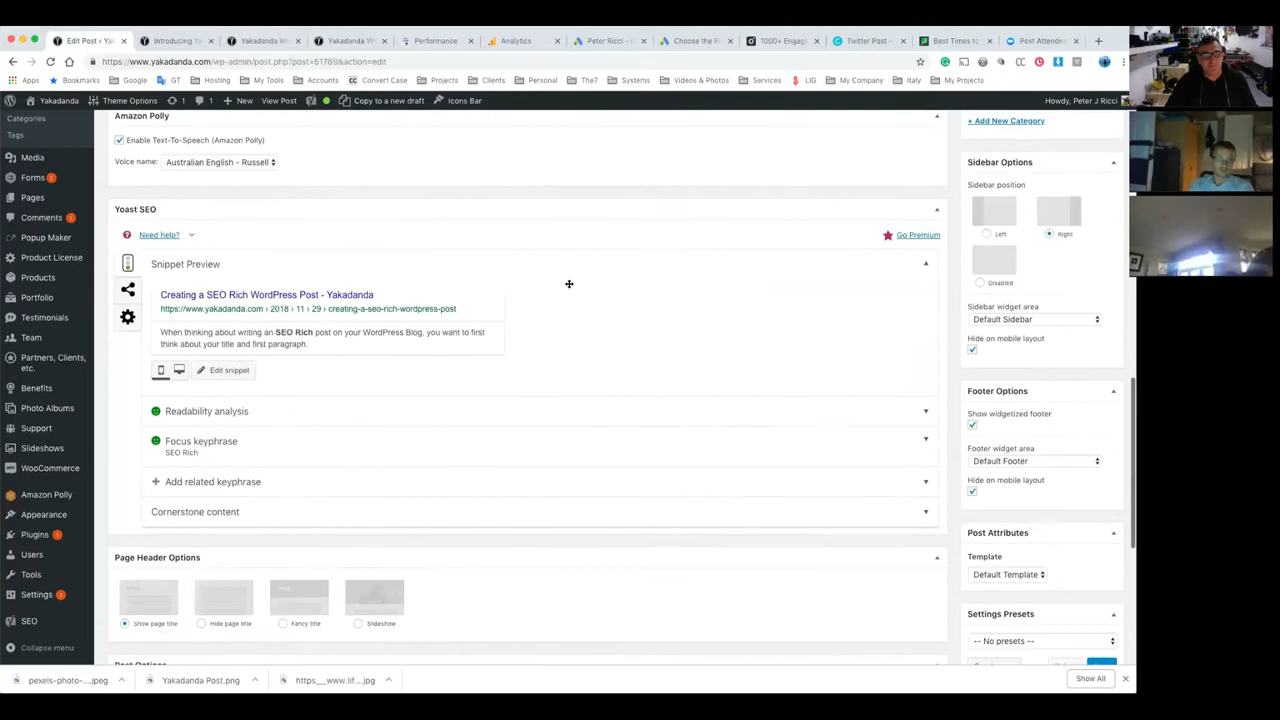 Edit Post ‹ Yak
Introducing Y
Yakadanda W
Yakadanda W
Performance
Analytics
Peter Ricci - G
Choose the Ri
1000+ Engag
Twitter Post –
Best Times to
Post Attendee
https://www.yakadanda.com/wp-admin/post.php?post=51789&action=edit
Apps
Bookmarks
Google
GT
Hosting
My Tools
Accounts
Convert Case
Projects
Clients
Personal
The7
Systems
Videos & Photos
Services
LIG
My Company
Italy
My Projects
Yakadanda
Theme Options
1
1
New
View Post
Copy to a new draft
Icons Bar
Howdy, Peter J Ricci
Categories
Tags
Media
Forms 1
Pages
Comments 1
Popup Maker
Product License
Products
Portfolio
Testimonials
Team
Partners, Clients, etc.
Benefits
Photo Albums
Support
Slideshows
WooCommerce
Amazon Polly
Appearance
Plugins 1
Users
Tools
Settings 1
SEO
Collapse menu
Amazon Polly
Enable Text-To-Speech (Amazon Polly)
Voice name:
Australian English - Russell
Yoast SEO
Need help?
Go Premium
Snippet Preview
Creating a SEO Rich WordPress Post - Yakadanda
https://www.yakadanda.com › 2018 › 11 › 29 › creating-a-seo-rich-wordpress-post
When thinking about writing an SEO Rich post on your WordPress Blog, you want to first
think about your title and first paragraph.
Edit snippet
Readability analysis
Focus keyphrase
SEO Rich
Add related keyphrase
Cornerstone content
Page Header Options
Show page title
Hide page title
Fancy title
Slideshow
Post Options
+ Add New Category
Sidebar Options
Sidebar position
Left
Right
Disabled
Sidebar widget area
Default Sidebar
Hide on mobile layout
Footer Options
Show widgetized footer
Footer widget area
Default Footer
Hide on mobile layout
Post Attributes
Template
Default Template
Settings Presets
-- No presets --
pexels-photo-....jpeg
Yakadanda Post.png
https___www.lif....jpg
Show All